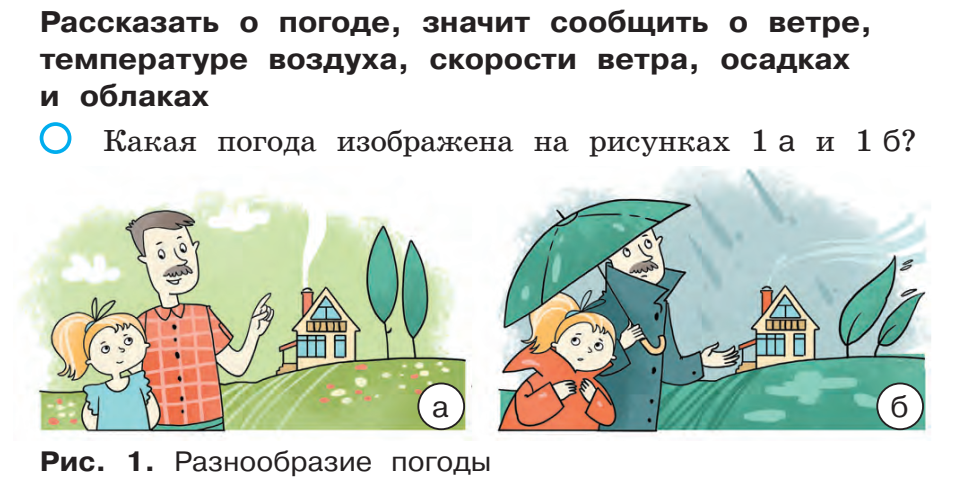 Рассказать о погоде, значит сообщить о ветре,
температуре воздуха, скорости ветра, осадках
и облаках
Какая погода изображена на рисунках 1 а и 1 б?
а
б
Рис. 1. Разнообразие погоды